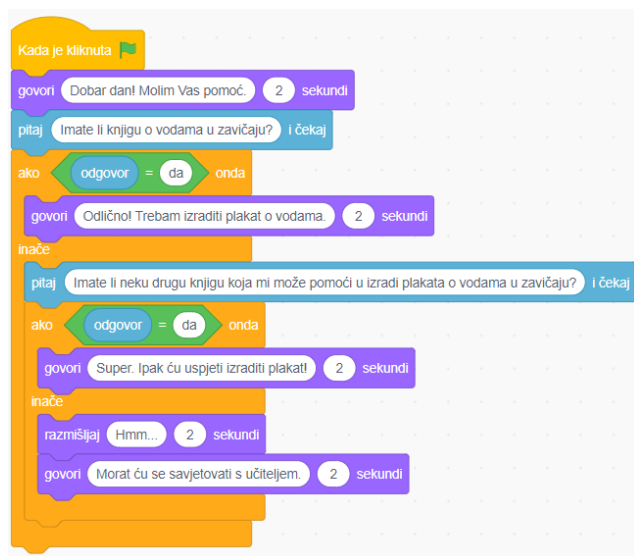 Kada je kliknuta
govori Dobar dan! Molim Vas pomoć. 2 sekundi
pitaj Imate li knjigu o vodama u zavičaju? i čekaj
ako odgovor = da onda
govori Odlično! Trebam izraditi plakat o vodama. 2 sekundi
inače
pitaj Imate li neku drugu knjigu koja mi može pomoći u izradi plakata o vodama u zavičaju? i čekaj
ako odgovor = da onda
govori Super. Ipak ću uspjeti izraditi plakat! 2 sekundi
inače
razmišljaj Hmm... 2 sekundi
govori Morat ću se savjetovati s učiteljem. 2 sekundi